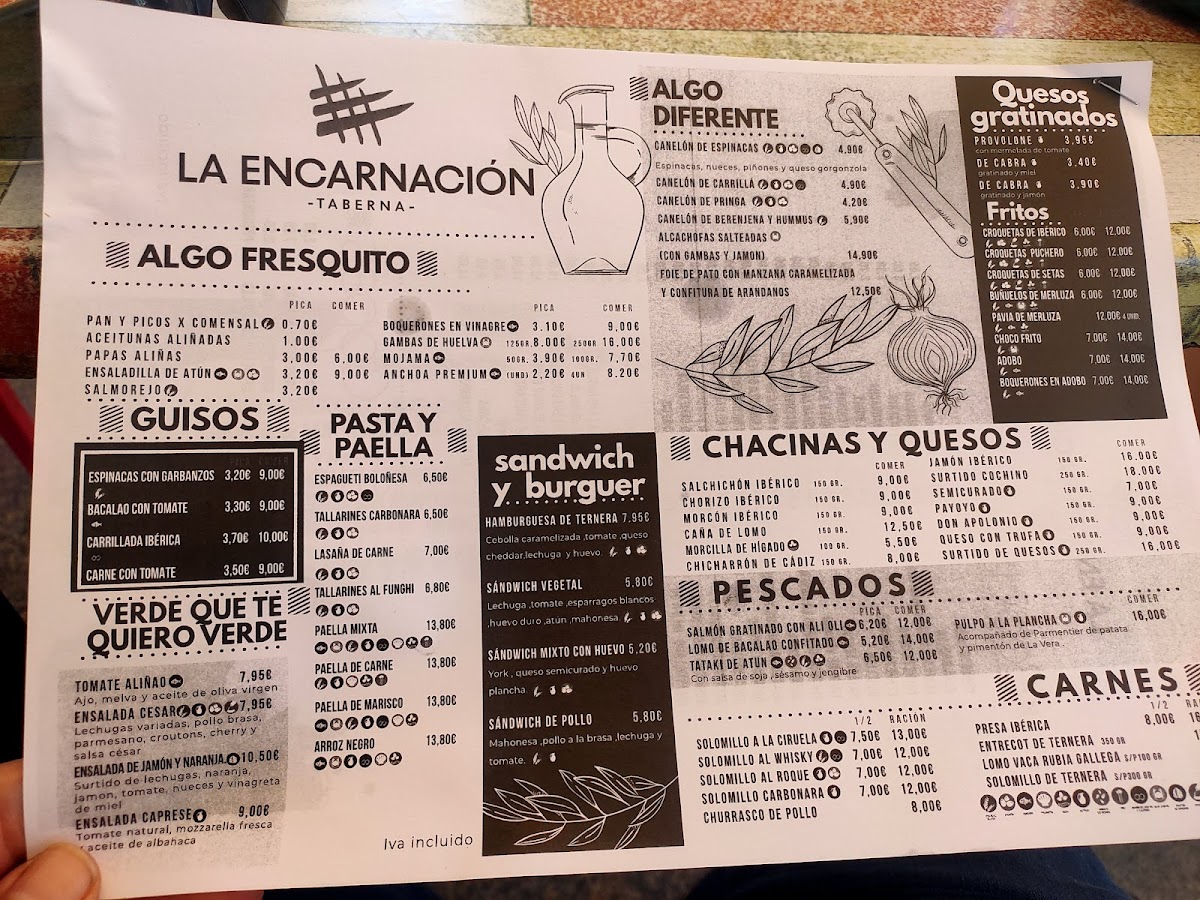 LA ENCARNACIÓN
-TABERNA-
ALGO FRESQUITO
PICA COMER
PAN Y PICOS X COMENSAL 0.70€
ACEITUNAS ALIÑADAS 1.00€
PAPAS ALIÑAS 3,00€ 6,00€
ENSALADILLA DE ATÚN 3,20€ 9,00€
SALMOREJO 3,20€
PICA COMER
BOQUERONES EN VINAGRE 3.10€ 9,00€
GAMBAS DE HUELVA 125GR. 8.00€ 250GR 16,00€
MOJAMA 50GR. 3,90€ 100GR. 7,70€
ANCHOA PREMIUM (UND) 2,20€ 4UN 8.20€
GUISOS
PICA COMER
ESPINACAS CON GARBANZOS 3,20€ 9,00€
BACALAO CON TOMATE 3,30€ 9,00€
CARRILLADA IBÉRICA 3,70€ 10,00€
CARNE CON TOMATE 3,50€ 9,00€
VERDE QUE TE
QUIERO VERDE
TOMATE ALIÑAO 7,95€
Ajo, melva y aceite de oliva virgen
ENSALADA CESAR 7,95€
Lechugas variadas, pollo brasa,
parmesano, croutons, cherry y
salsa césar
ENSALADA DE JAMÓN Y NARANJA 10,50€
Surtido de lechugas, naranja,
jamon, tomate, nueces y vinagreta
de miel
ENSALADA CAPRESE 9,00€
Tomate natural, mozzarella fresca
y aceite de albahaca
PASTA Y
PAELLA
ESPAGUETI BOLOÑESA 6,50€
TALLARINES CARBONARA 6,50€
LASAÑA DE CARNE 7,00€
TALLARINES AL FUNGHI 6,80€
PAELLA MIXTA 13,80€
PAELLA DE CARNE 13,80€
PAELLA DE MARISCO 13,80€
ARROZ NEGRO 13,80€
Iva incluido
sandwich
y burguer
HAMBURGUESA DE TERNERA 7.95€
Cebolla caramelizada ,tomate ,queso
cheddar,lechuga y huevo
SÁNDWICH VEGETAL 5,80€
Lechuga ,tomate ,esparragos blancos
,huevo duro ,atún ,mahonesa.
SÁNDWICH MIXTO CON HUEVO 5,20€
York , queso semicurado y huevo
plancha.
SÁNDWICH DE POLLO 5,80€
Mahonesa ,pollo a la brasa ,lechuga y
tomate.
ALGO
DIFERENTE
CANELÓN DE ESPINACAS 4.90€
Espinacas, nueces, piñones y queso gorgonzola
CANELÓN DE CARRILLÁ 4.90€
CANELÓN DE PRINGA 4,20€
CANELÓN DE BERENJENA Y HUMMUS 5,90€
ALCACHOFAS SALTEADAS
(CON GAMBAS Y JAMON) 14,90€
FOIE DE PATO CON MANZANA CARAMELIZADA
Y CONFITURA DE ARANDANOS 12,50€
Quesos
gratinados
PROVOLONE 3,95€
con mermelada de tomate
DE CABRA 3,40€
gratinado y miel
DE CABRA 3,90€
gratinado y jamón
Fritos
CROQUETAS DE IBÉRICO 6,00€ 12,00€
CROQUETAS PUCHERO 6,00€ 12,00€
CROQUETAS DE SETAS 6,00€ 12,00€
BUÑUELOS DE MERLUZA 6,00€ 12,00€
PAVIA DE MERLUZA 12,00€ 4 UNID.
CHOCO FRITO 7,00€ 14,00€
ADOBO 7,00€ 14,00€
BOQUERONES EN ADOBO 7,00€ 14,00€
CHACINAS Y QUESOS
COMER
SALCHICHÓN IBÉRICO 150 GR. 9,00€
CHORIZO IBÉRICO 150 GR. 9,00€
MORCÓN IBÉRICO 150 GR. 9,00€
CAÑA DE LOMO 150 GR. 12,50€
MORCILLA DE HÍGADO 100 GR. 5,50€
CHICHARRÓN DE CÁDIZ 150 GR. 8,00€
COMER
JAMÓN IBÉRICO 150 GR. 16.00€
SURTIDO COCHINO 250 GR. 18.00€
SEMICURADO 150 GR. 7,00€
PAYOYO 150 GR. 9,00€
DON APOLONIO 150 GR. 9,00€
QUESO CON TRUFA 150 GR. 9,00€
SURTIDO DE QUESOS 250 GR. 16,00€
PESCADOS
PICA COMER
SALMÓN GRATINADO CON ALI OLI 6,20€ 12,00€
LOMO DE BACALAO CONFITADO 5,20€ 14,00€
TATAKI DE ATÚN 6,50€ 12,00€
Con salsa de soja , sésamo y jengibre
COMER
PULPO A LA PLANCHA 16,00€
Acompañado de Parmentier de patata
y pimentón de La Vera .
CARNES
1/2 RACIÓN
SOLOMILLO A LA CIRUELA 7,50€ 13,00€
SOLOMILLO AL WHISKY 7,00€ 12,00€
SOLOMILLO AL ROQUE 7,00€ 12,00€
SOLOMILLO CARBONARA 7,00€ 12,00€
CHURRASCO DE POLLO 8,00€
1/2
PRESA IBÉRICA 8,00€
ENTRECOT DE TERNERA 350 GR
LOMO VACA RUBIA GALLEGA S/P100 GR
SOLOMILLO DE TERNERA S/P300 GR